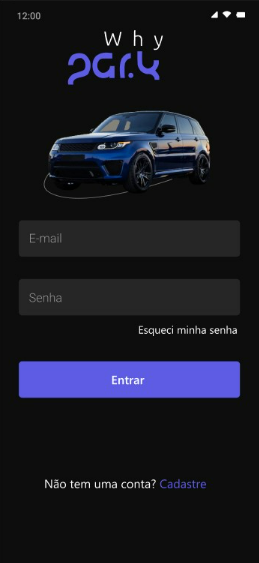 12:00
Why
park
E-mail
Senha
Esqueci minha senha
Entrar
Não tem uma conta? Cadastre